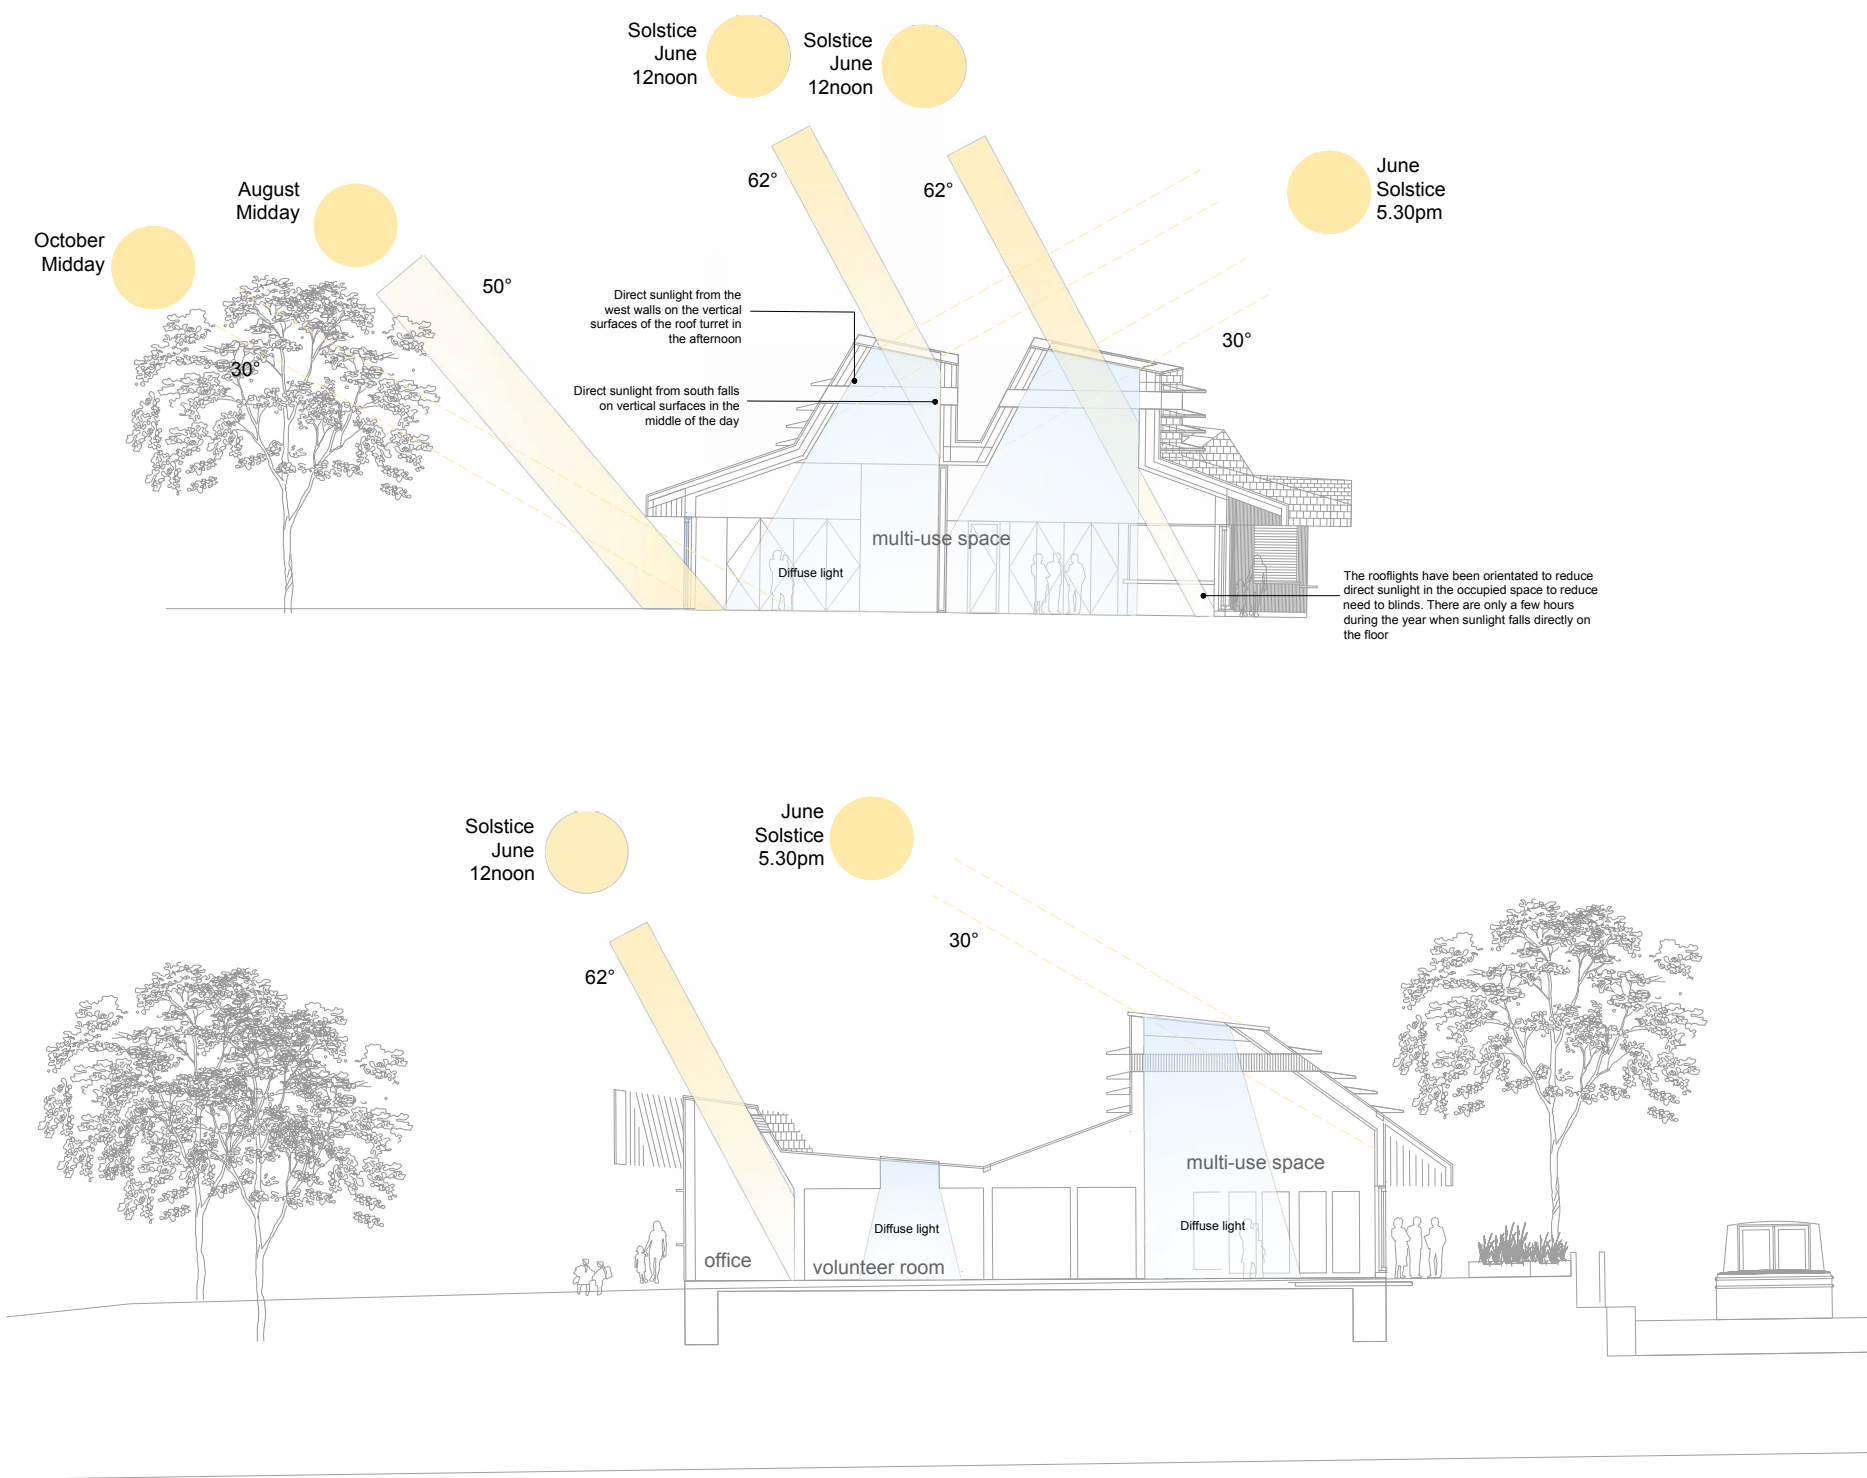 Solstice
June
12noon
Solstice
June
12noon
June
Solstice
5.30pm
August
Midday
October
Midday
62°
62°
50°
30°
30°
Direct sunlight from the
west walls on the vertical
surfaces of the roof turret in
the afternoon
Direct sunlight from south falls
on vertical surfaces in the
middle of the day
multi-use space
Diffuse light
The rooflights have been orientated to reduce
direct sunlight in the occupied space to reduce
need to blinds. There are only a few hours
during the year when sunlight falls directly on
the floor
Solstice
June
12noon
June
Solstice
5.30pm
62°
30°
multi-use space
Diffuse light
Diffuse light
office
volunteer room